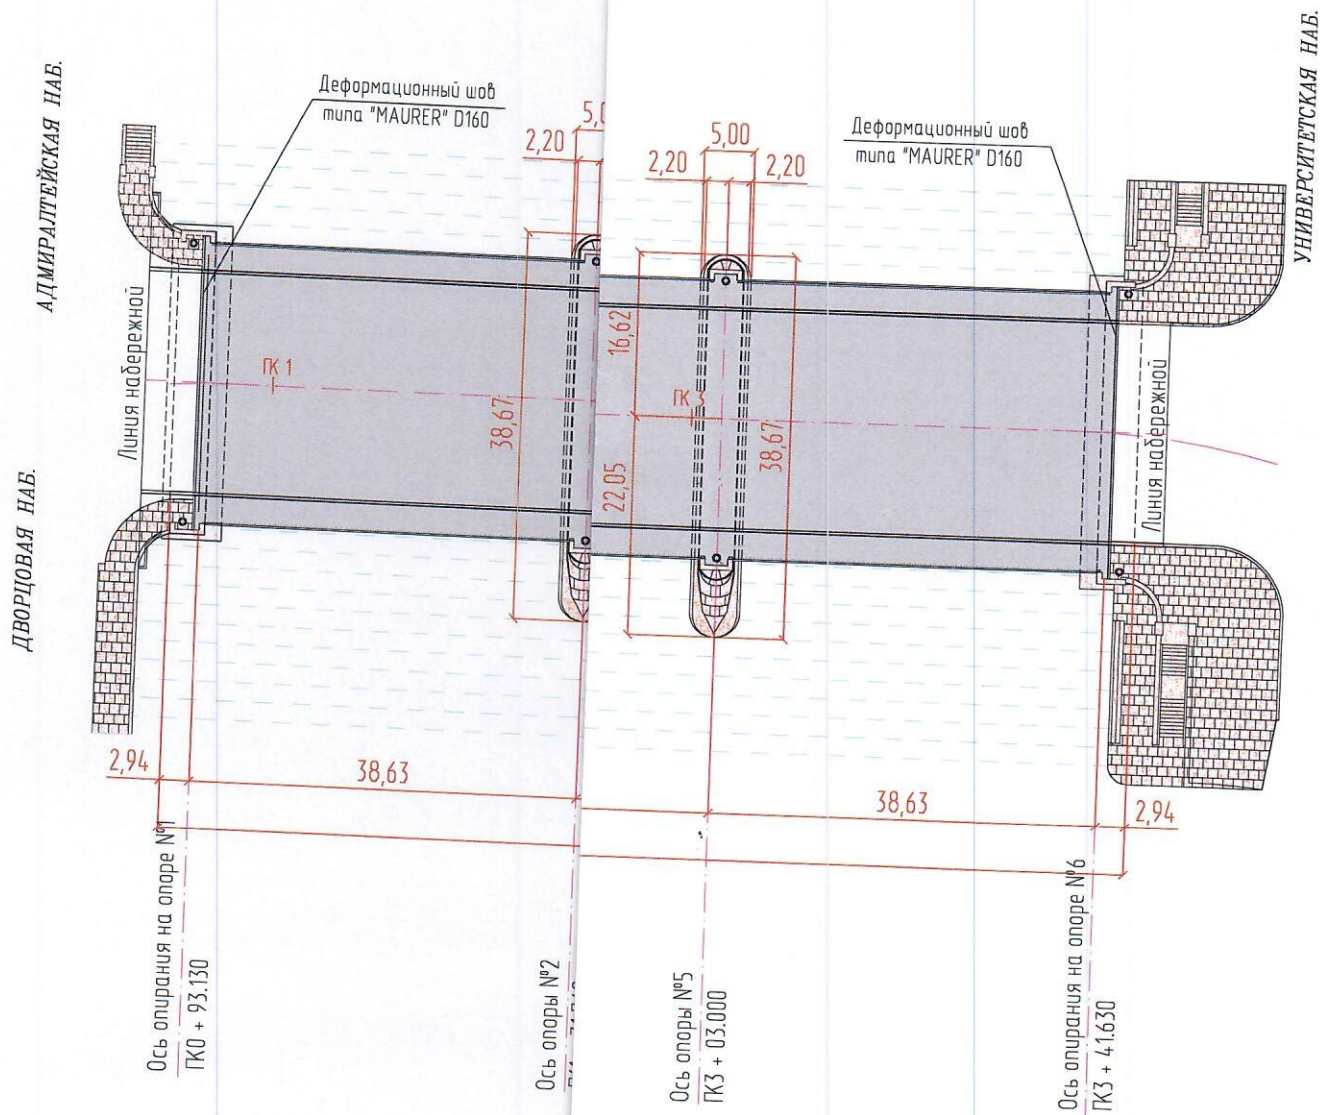 АДМИРАЛТЕЙСКАЯ НАБ.
ДВОРЦОВАЯ НАБ.
УНИВЕРСИТЕТСКАЯ НАБ.
Деформационный шов
типа "MAURER" D160
Деформационный шов
типа "MAURER" D160
2,20
5,00
2,20
2,20
Линия набережной
ПК 1
38,67
16,62
22,05
ПК 3
38,67
Линия набережной
2,94
38,63
38,63
2,94
Ось опирания на опоре №1
ПК0 + 93.130
Ось опоры №2
Ось опоры №5
ПК3 + 03.000
Ось опирания на опоре №6
ПК3 + 41.630